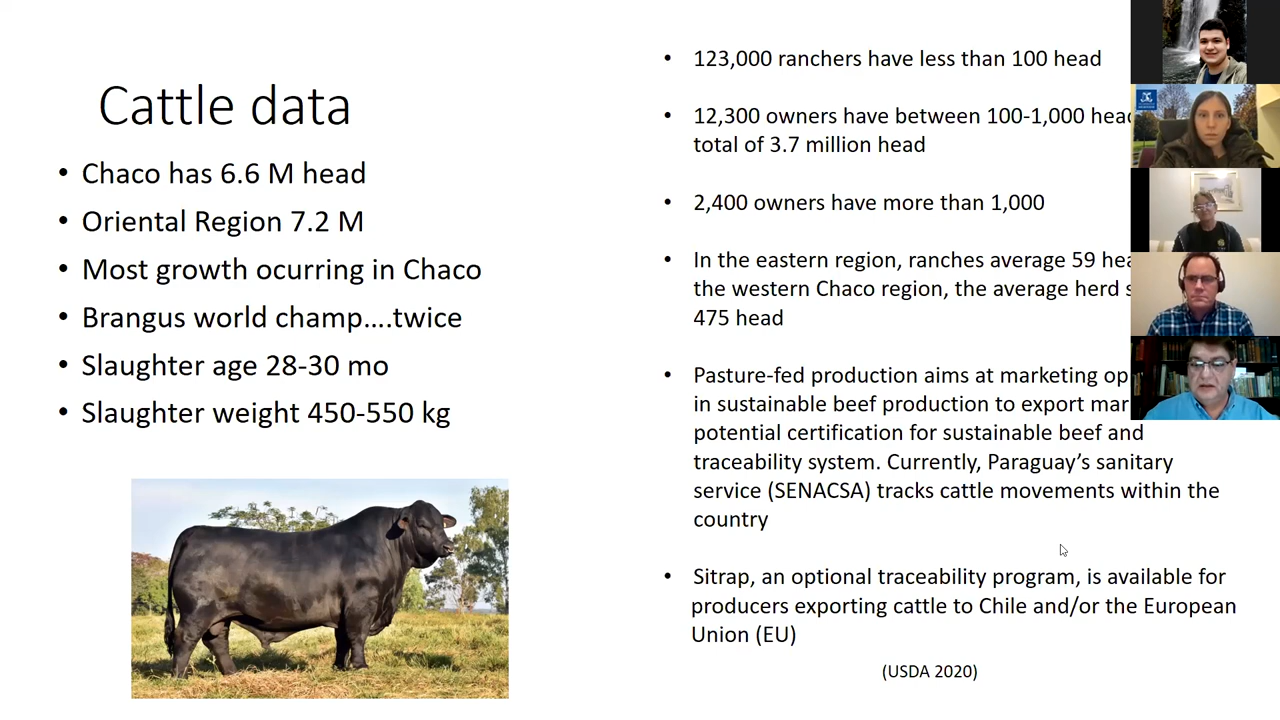 Cattle data
• Chaco has 6.6 M head
• Oriental Region 7.2 M
• Most growth ocurring in Chaco
• Brangus world champ....twice
• Slaughter age 28-30 mo
• Slaughter weight 450-550 kg
• 123,000 ranchers have less than 100 head
• 12,300 owners have between 100-1,000
total of 3.7 million head
• 2,400 owners have more than 1,000
• In the eastern region, ranches average 59
the western Chaco region, the average herd
475 head
• Pasture-fed production aims at marketing
in sustainable beef production to export
potential certification for sustainable beef and
traceability system. Currently, Paraguay’s sanitary
service (SENACSA) tracks cattle movements within the
country
• Sitrap, an optional traceability program, is available for
producers exporting cattle to Chile and/or the European
Union (EU)
(USDA 2020)